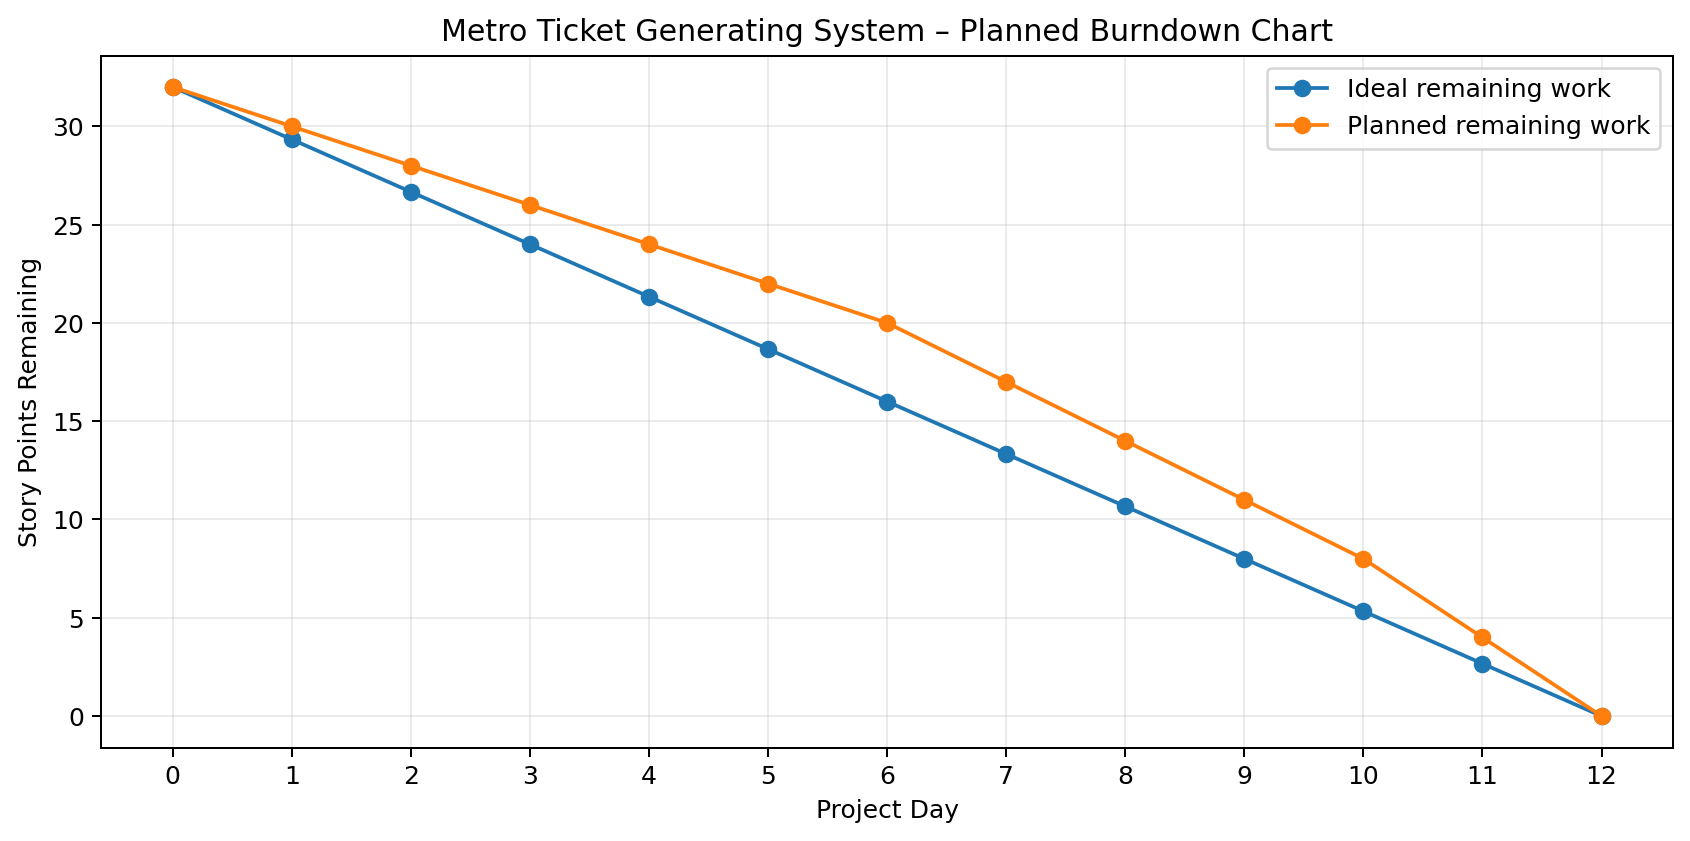 Metro Ticket Generating System – Planned Burndown Chart
Ideal remaining work
Planned remaining work
Story Points Remaining
30
25
20
15
10
5
0
0 1 2 3 4 5 6 7 8 9 10 11 12
Project Day